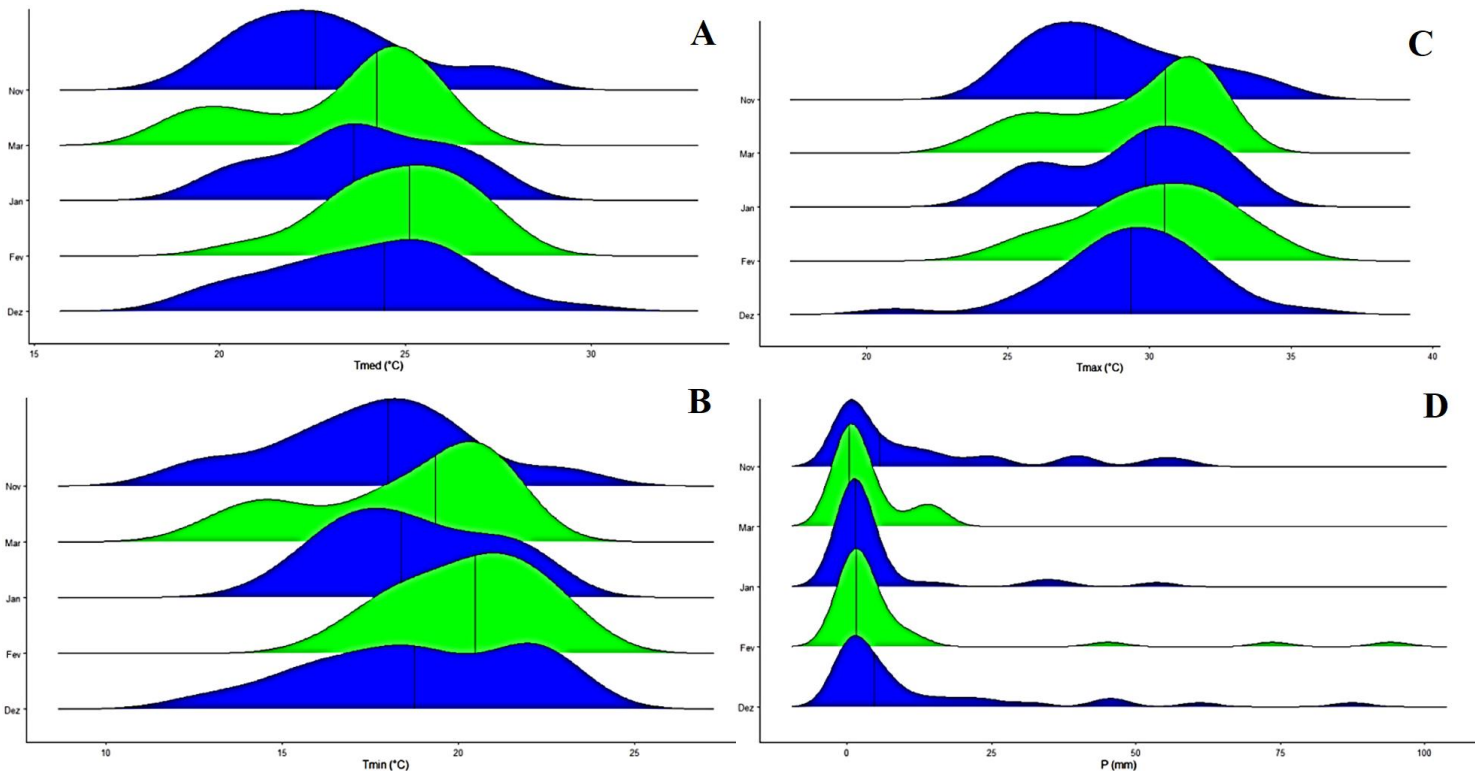 A
Nov
Mar
Jan
Fev
Dez
15 20 25 30
Tmed (°C)
C
Nov
Mar
Jan
Fev
Dez
20 25 30 35 40
Tmax (°C)
B
Nov
Mar
Jan
Fev
Dez
10 15 20 25
Tmin (°C)
D
Nov
Mar
Jan
Fev
Dez
0 25 50 75 100
P (mm)